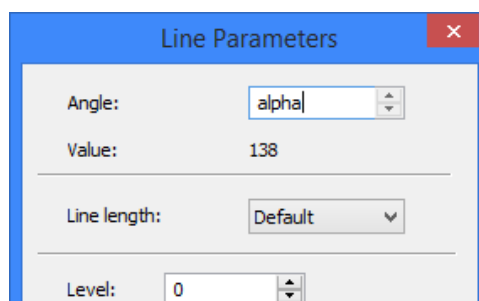 Line Parameters
Angle: alpha
Value: 138
Line length: Default
Level: 0